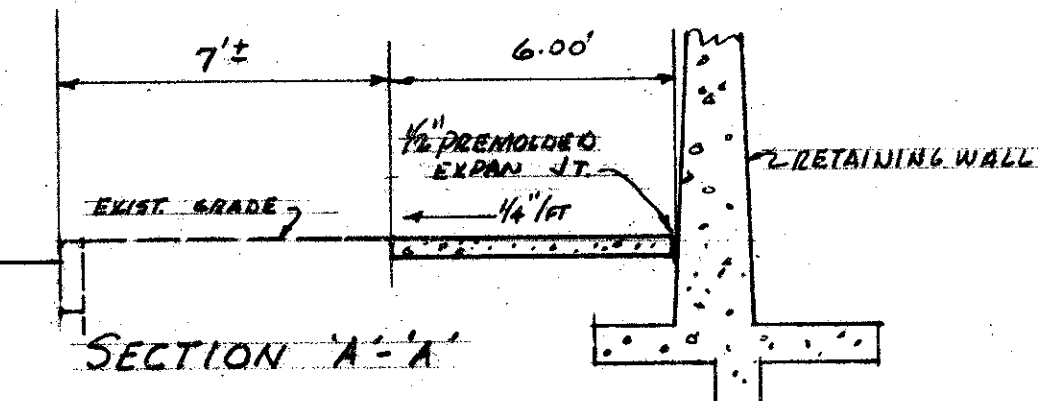 7'±
6.00'
1/2" PREMOLDED
EXPAN JT.
RETAINING WALL
EXIST. GRADE
1/4"/FT
SECTION 'A'-'A'